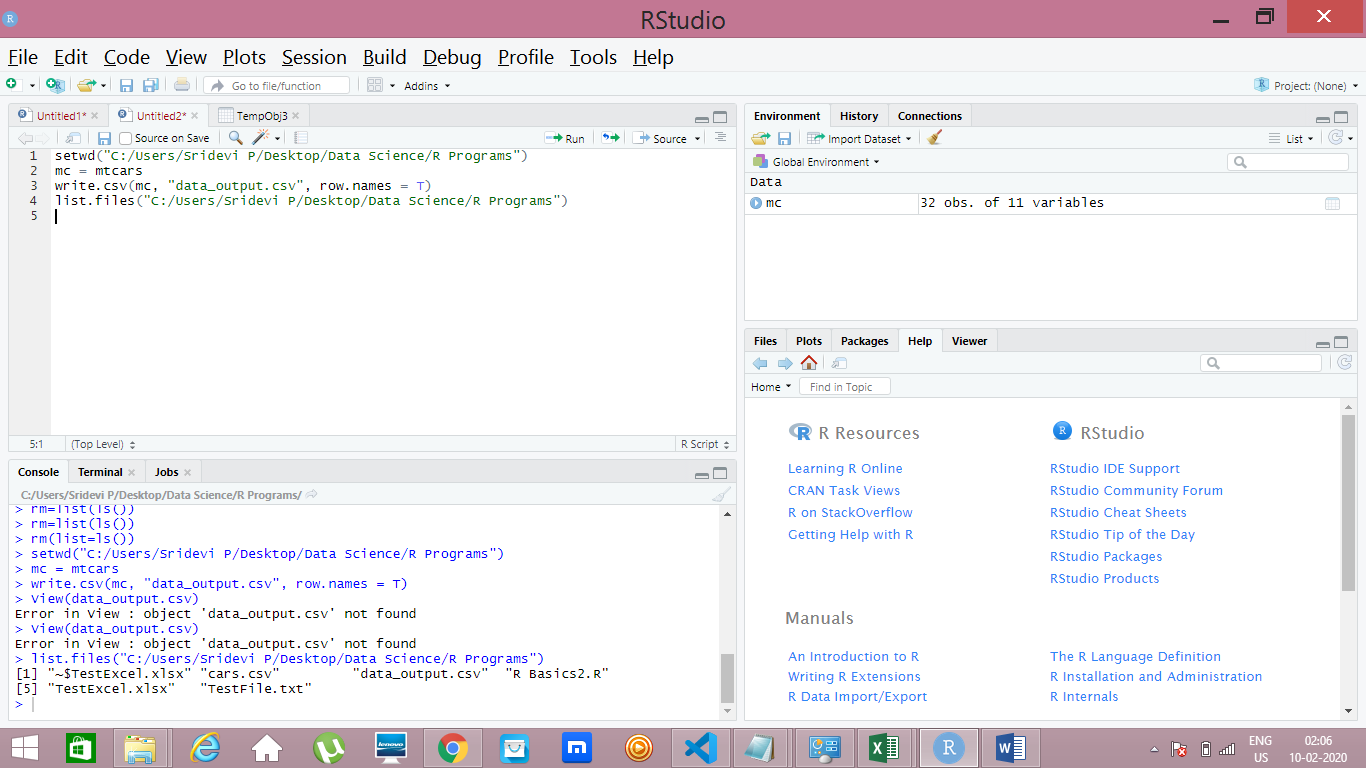 RStudio
File Edit Code View Plots Session Build Debug Profile Tools Help
Go to file/function Addins Project: (None)
Untitled1* Untitled2* TempObj3
Source on Save Run Source
1 setwd("C:/Users/Sridevi P/Desktop/Data Science/R Programs")
2 mc = mtcars
3 write.csv(mc, "data_output.csv", row.names = T)
4 list.files("C:/Users/Sridevi P/Desktop/Data Science/R Programs")
5
5:1 (Top Level) R Script
Console Terminal Jobs
C:/Users/Sridevi P/Desktop/Data Science/R Programs/
> rm=list(ls())
> rm=list(ls())
> rm(list=ls())
> setwd("C:/Users/Sridevi P/Desktop/Data Science/R Programs")
> mc = mtcars
> write.csv(mc, "data_output.csv", row.names = T)
> View(data_output.csv)
Error in View : object 'data_output.csv' not found
> View(data_output.csv)
Error in View : object 'data_output.csv' not found
> list.files("C:/Users/Sridevi P/Desktop/Data Science/R Programs")
[1] "~$TestExcel.xlsx" "cars.csv" "data_output.csv" "R Basics2.R"
[5] "TestExcel.xlsx" "TestFile.txt"
>
Environment History Connections
Import Dataset List
Global Environment
Data
mc 32 obs. of 11 variables
Files Plots Packages Help Viewer
Home Find in Topic
R Resources
Learning R Online
CRAN Task Views
R on StackOverflow
Getting Help with R
RStudio
RStudio IDE Support
RStudio Community Forum
RStudio Cheat Sheets
RStudio Tip of the Day
RStudio Packages
RStudio Products
Manuals
An Introduction to R
Writing R Extensions
R Data Import/Export
The R Language Definition
R Installation and Administration
R Internals
lenovo
ENG
US
02:06
10-02-2020